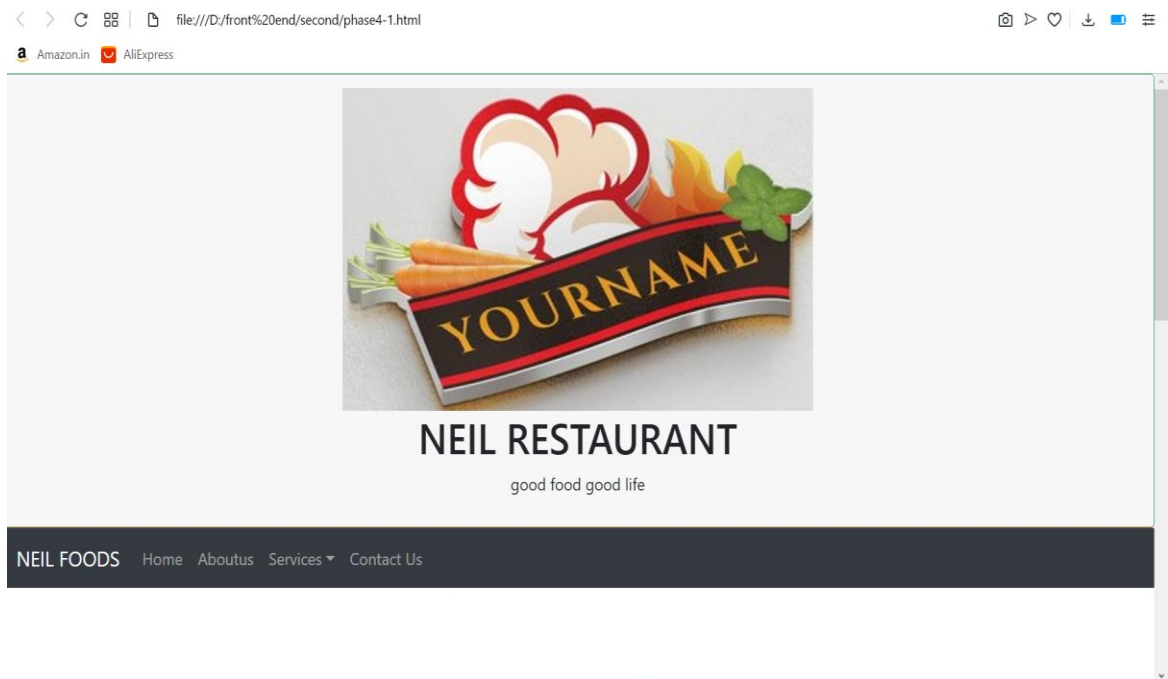 file:///D:/front%20end/second/phase4-1.html
a Amazon.in AliExpress
YOURNAME
NEIL RESTAURANT
good food good life
NEIL FOODS Home Aboutus Services Contact Us